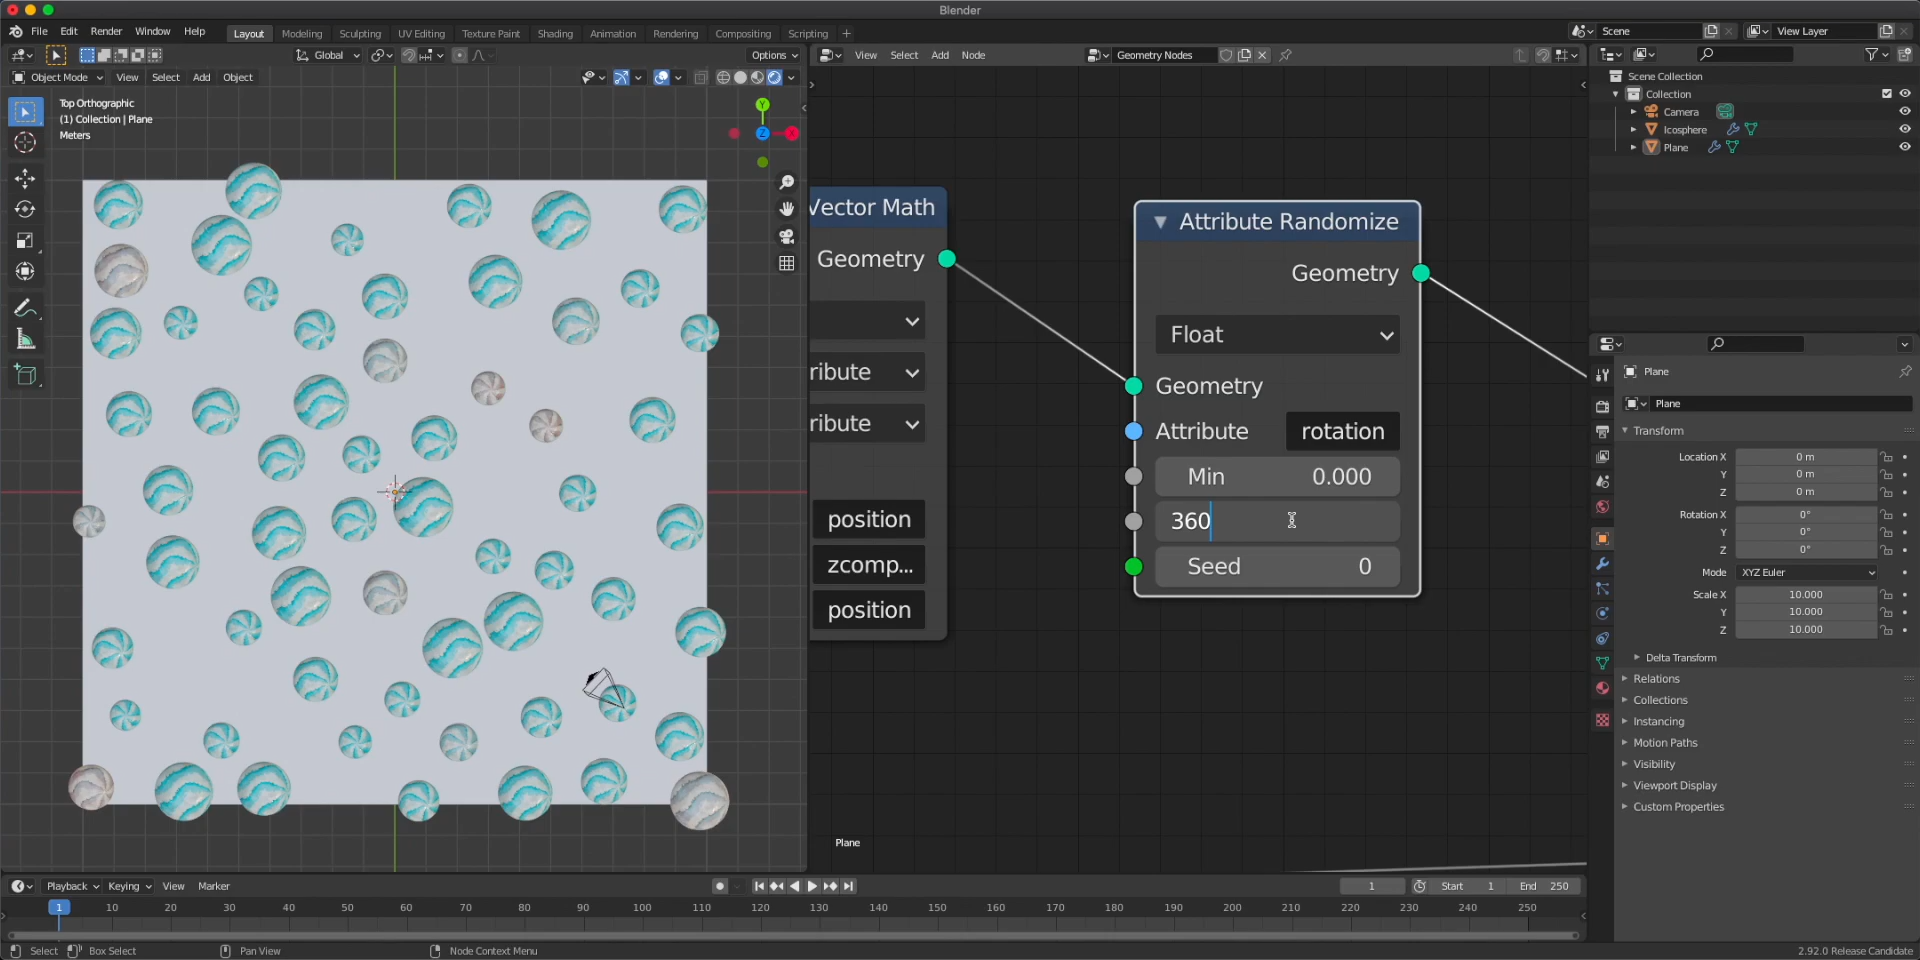 Blender
File Edit Render Window Help
Layout Modeling Sculpting UV Editing Texture Paint Shading Animation Rendering Compositing Scripting +
Scene
View Layer
Global
Options
View Select Add Node
Geometry Nodes
Object Mode View Select Add Object
Top Orthographic
(1) Collection | Plane
Meters
Y
Z
X
Scene Collection
Collection
Camera
Icosphere
Plane
Vector Math
Geometry
ribute
ribute
position
zcomp...
position
Attribute Randomize
Geometry
Float
Geometry
Attribute rotation
Min 0.000
360
Seed 0
Plane
Plane
Plane
Transform
Location X 0 m
Y 0 m
Z 0 m
Rotation X 0°
Y 0°
Z 0°
Mode XYZ Euler
Scale X 10.000
Y 10.000
Z 10.000
Delta Transform
Relations
Collections
Instancing
Motion Paths
Visibility
Viewport Display
Custom Properties
Playback Keying View Marker
1
Start 1
End 250
1 10 20 30 40 50 60 70 80 90 100 110 120 130 140 150 160 170 180 190 200 210 220 230 240 250
Select Box Select Pan View Node Context Menu
2.92.0 Release Candidate